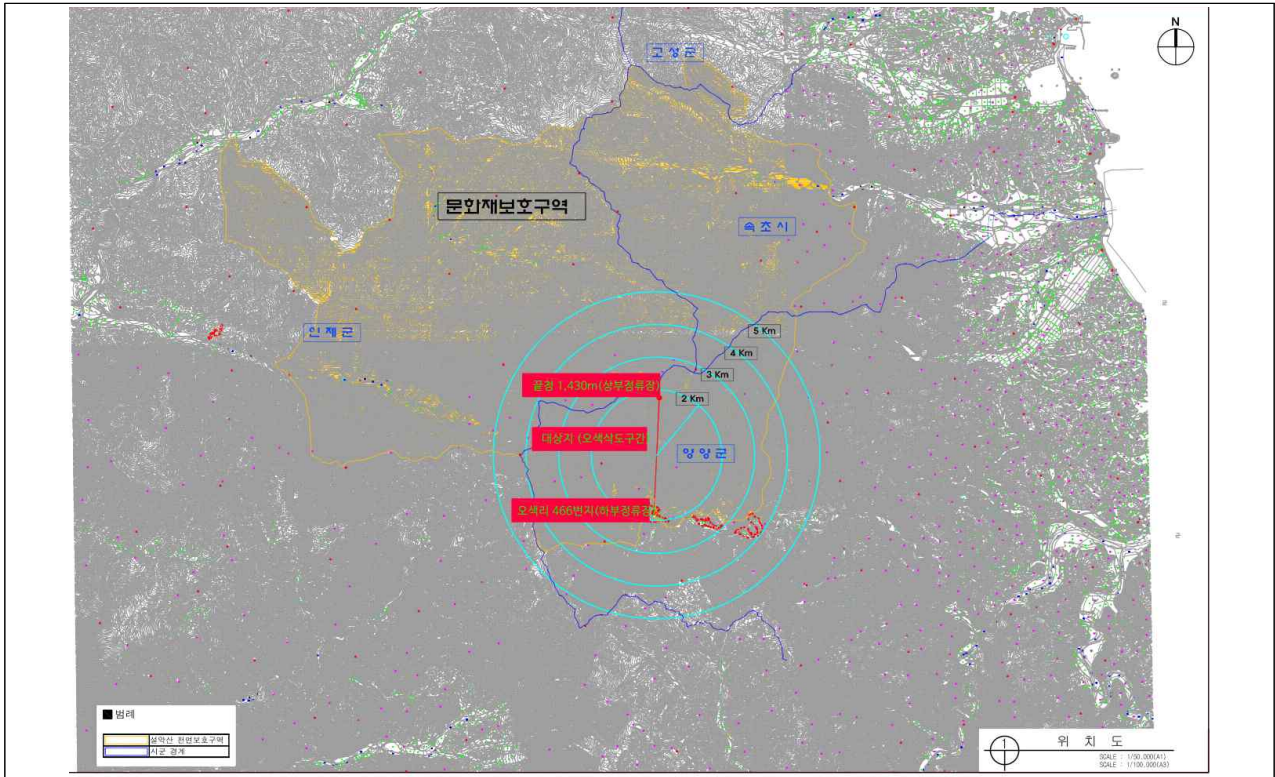 N
고성군
문화재보호구역
속초시
인제군
5 Km
4 Km
3 Km
끝청 1,430m(상부정류장)
2 Km
대상지 (오색삭도구간)
양양군
오색리 466번지(하부정류장)
■ 범례
설악산 천연보호구역
시군 경계
1
위 치 도
SCALE : 1/50,000(A1)
SCALE : 1/100,000(A3)